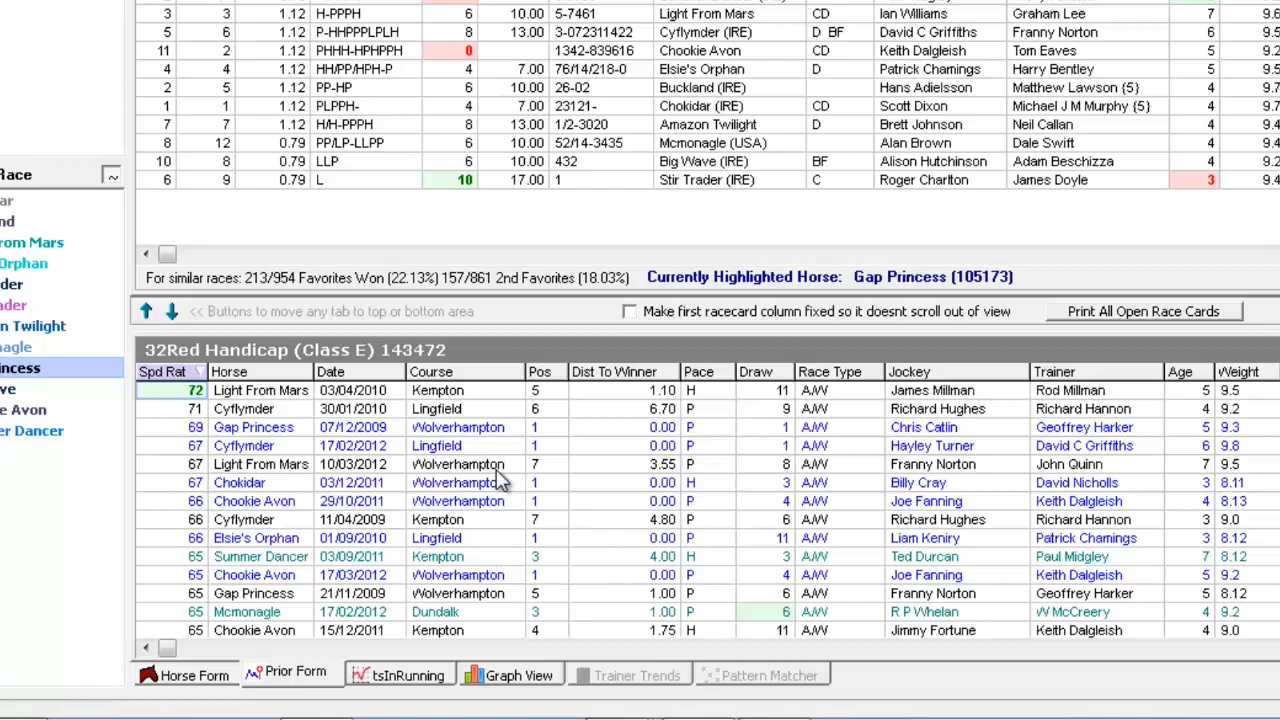 3 3 1.12 H-PPPH 6 10.00 5-7461 Light From Mars CD Ian Williams Graham Lee 7
5 6 1.12 P-HHPPPLPLH 8 13.00 3-072311422 Cyflymder (IRE) D BF David C Griffiths Franny Norton 6
11 2 1.12 PHHH-HPHPPH 0 1342-839616 Chookie Avon CD Keith Dalgleish Tom Eaves 5 9.2
4 4 1.12 HH/PP/HPH-P 4 7.00 76/14/218-0 Elsie's Orphan D Patrick Chamings Harry Bentley 5 9.5
2 5 1.12 PP-HP 6 10.00 26-02 Buckland (IRE) Hans Adielsson Matthew Lawson {5} 4 9.7
1 1 1.12 PLPPH- 4 7.00 23121- Chokidar (IRE) CD Scott Dixon Michael J M Murphy {5} 4 9.7
7 7 1.12 H/H-PPPH 8 13.00 1/2-3020 Amazon Twilight D Brett Johnson Neil Callan 4 9.4
8 12 0.79 PP/LP-LLPP 6 10.00 52/14-3435 Mcmonagle (USA) Alan Brown Dale Swift 4 9.4
10 8 0.79 LLP 6 10.00 432 Big Wave (IRE) BF Alison Hutchinson Adam Beschizza 4 9.2
6 9 0.79 L 10 17.00 1 Stir Trader (IRE) C Roger Charlton James Doyle 3 9.4
Race
ar
nd
rom Mars
Orphan
der
ader
n Twilight
nagle
incess
ve
e Avon
er Dancer
For similar races: 213/954 Favorites Won (22.13%) 157/861 2nd Favorites (18.03%) Currently Highlighted Horse: Gap Princess (105173)
<< Buttons to move any tab to top or bottom area Make first racecard column fixed so it doesnt scroll out of view Print All Open Race Cards
32Red Handicap (Class E) 143472
Spd Rat Horse Date Course Pos Dist To Winner Pace Draw Race Type Jockey Trainer Age Weight
72 Light From Mars 03/04/2010 Kempton 5 1.10 H 11 A/W James Millman Rod Millman 5 9.5
71 Cyflymder 30/01/2010 Lingfield 6 6.70 P 9 A/W Richard Hughes Richard Hannon 4 9.2
69 Gap Princess 07/12/2009 Wolverhampton 1 0.00 P 1 A/W Chris Catlin Geoffrey Harker 5 9.3
67 Cyflymder 17/02/2012 Lingfield 1 0.00 P 1 A/W Hayley Turner David C Griffiths 6 9.8
67 Light From Mars 10/03/2012 Wolverhampton 7 3.55 P 8 A/W Franny Norton John Quinn 7 9.5
67 Chokidar 03/12/2011 Wolverhampton 1 0.00 H 3 A/W Billy Cray David Nicholls 3 8.11
66 Chookie Avon 29/10/2011 Wolverhampton 1 0.00 P 4 A/W Joe Fanning Keith Dalgleish 4 8.13
66 Cyflymder 11/04/2009 Kempton 7 4.80 P 6 A/W Richard Hughes Richard Hannon 3 9.0
66 Elsie's Orphan 01/09/2010 Lingfield 1 0.00 P 11 A/W Liam Keniry Patrick Chamings 3 8.12
65 Summer Dancer 03/09/2011 Kempton 3 4.00 H 3 A/W Ted Durcan Paul Midgley 7 8.12
65 Chookie Avon 17/03/2012 Wolverhampton 1 0.00 P 4 A/W Joe Fanning Keith Dalgleish 5 9.2
65 Gap Princess 21/11/2009 Wolverhampton 5 1.00 P 6 A/W Franny Norton Geoffrey Harker 5 8.12
65 Mcmonagle 17/02/2012 Dundalk 3 1.00 P 6 A/W R P Whelan W McCreery 4 9.2
65 Chookie Avon 15/12/2011 Kempton 4 1.75 H 11 A/W Jimmy Fortune Keith Dalgleish 4 9.0
Horse Form Prior Form tsInRunning Graph View Trainer Trends Pattern Matcher